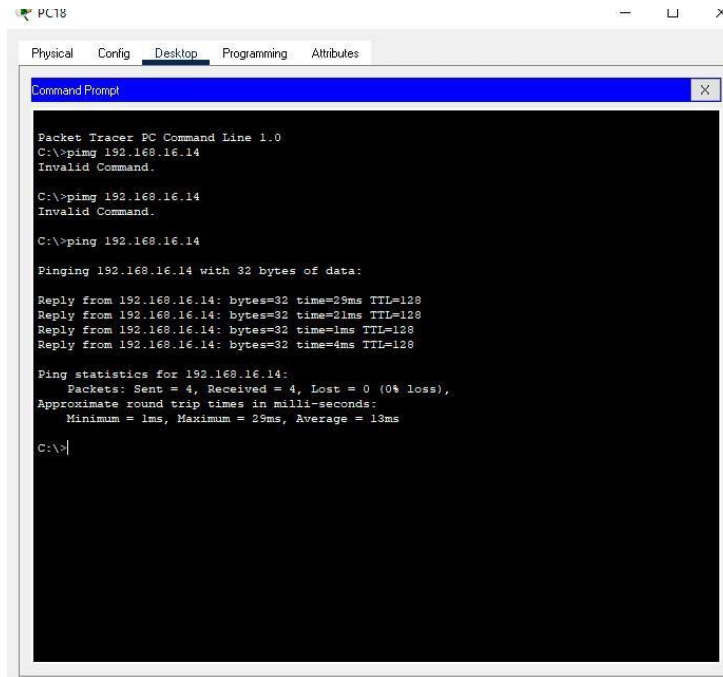 PC18
Physical Config Desktop Programming Attributes
Command Prompt
X
Packet Tracer PC Command Line 1.0
C:\>pimg 192.168.16.14
Invalid Command.
C:\>pimg 192.168.16.14
Invalid Command.
C:\>ping 192.168.16.14
Pinging 192.168.16.14 with 32 bytes of data:
Reply from 192.168.16.14: bytes=32 time=29ms TTL=128
Reply from 192.168.16.14: bytes=32 time=21ms TTL=128
Reply from 192.168.16.14: bytes=32 time=1ms TTL=128
Reply from 192.168.16.14: bytes=32 time=4ms TTL=128
Ping statistics for 192.168.16.14:
Packets: Sent = 4, Received = 4, Lost = 0 (0% loss),
Approximate round trip times in milli-seconds:
Minimum = 1ms, Maximum = 29ms, Average = 13ms
C:\>